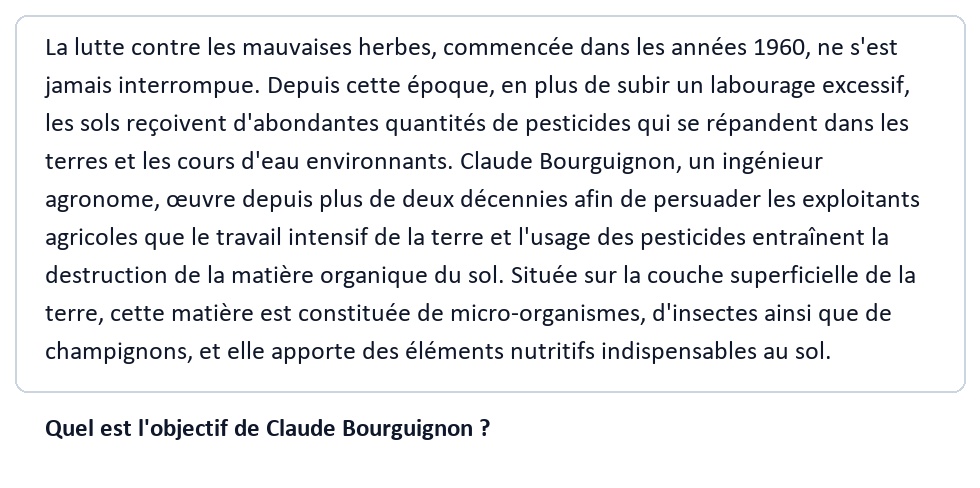 La lutte contre les mauvaises herbes, commencée dans les années 1960, ne s'est
jamais interrompue. Depuis cette époque, en plus de subir un labourage excessif,
les sols reçoivent d'abondantes quantités de pesticides qui se répandent dans les
terres et les cours d'eau environnants. Claude Bourguignon, un ingénieur
agronome, œuvre depuis plus de deux décennies afin de persuader les exploitants
agricoles que le travail intensif de la terre et l'usage des pesticides entraînent la
destruction de la matière organique du sol. Située sur la couche superficielle de la
terre, cette matière est constituée de micro-organismes, d'insectes ainsi que de
champignons, et elle apporte des éléments nutritifs indispensables au sol.
Quel est l'objectif de Claude Bourguignon ?